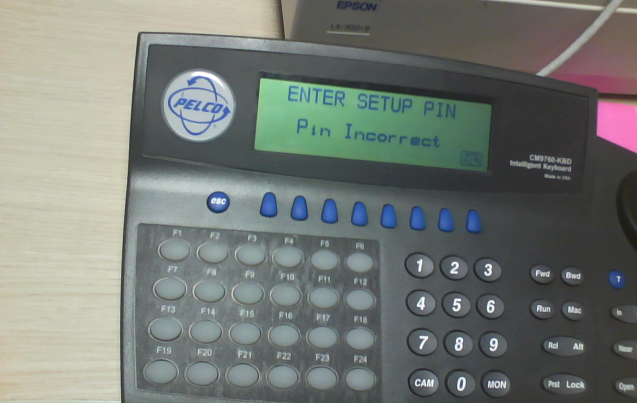 EPSON
LX-300+II
PELCO
ENTER SETUP PIN
Pin Incorrect
CM9760-KBD
Intelligent Keyboard
Made in USA
esc
F1 F2 F3 F4 F5 F6
F7 F8 F9 F10 F11 F12
F13 F14 F15 F16 F17 F18
F19 F20 F21 F22 F23 F24
1 2 3
4 5 6
7 8 9
CAM 0 MON
Fwd Bwd
Run Mac
Rcl Alt
Prst Lock
T
In
Near
Open